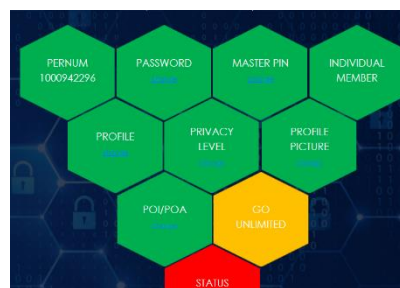 PERNUM
1000942296
PASSWORD
MASTER PIN
INDIVIDUAL
MEMBER
PROFILE
PRIVACY
LEVEL
PROFILE
PICTURE
POI/POA
GO
UNLIMITED
STATUS